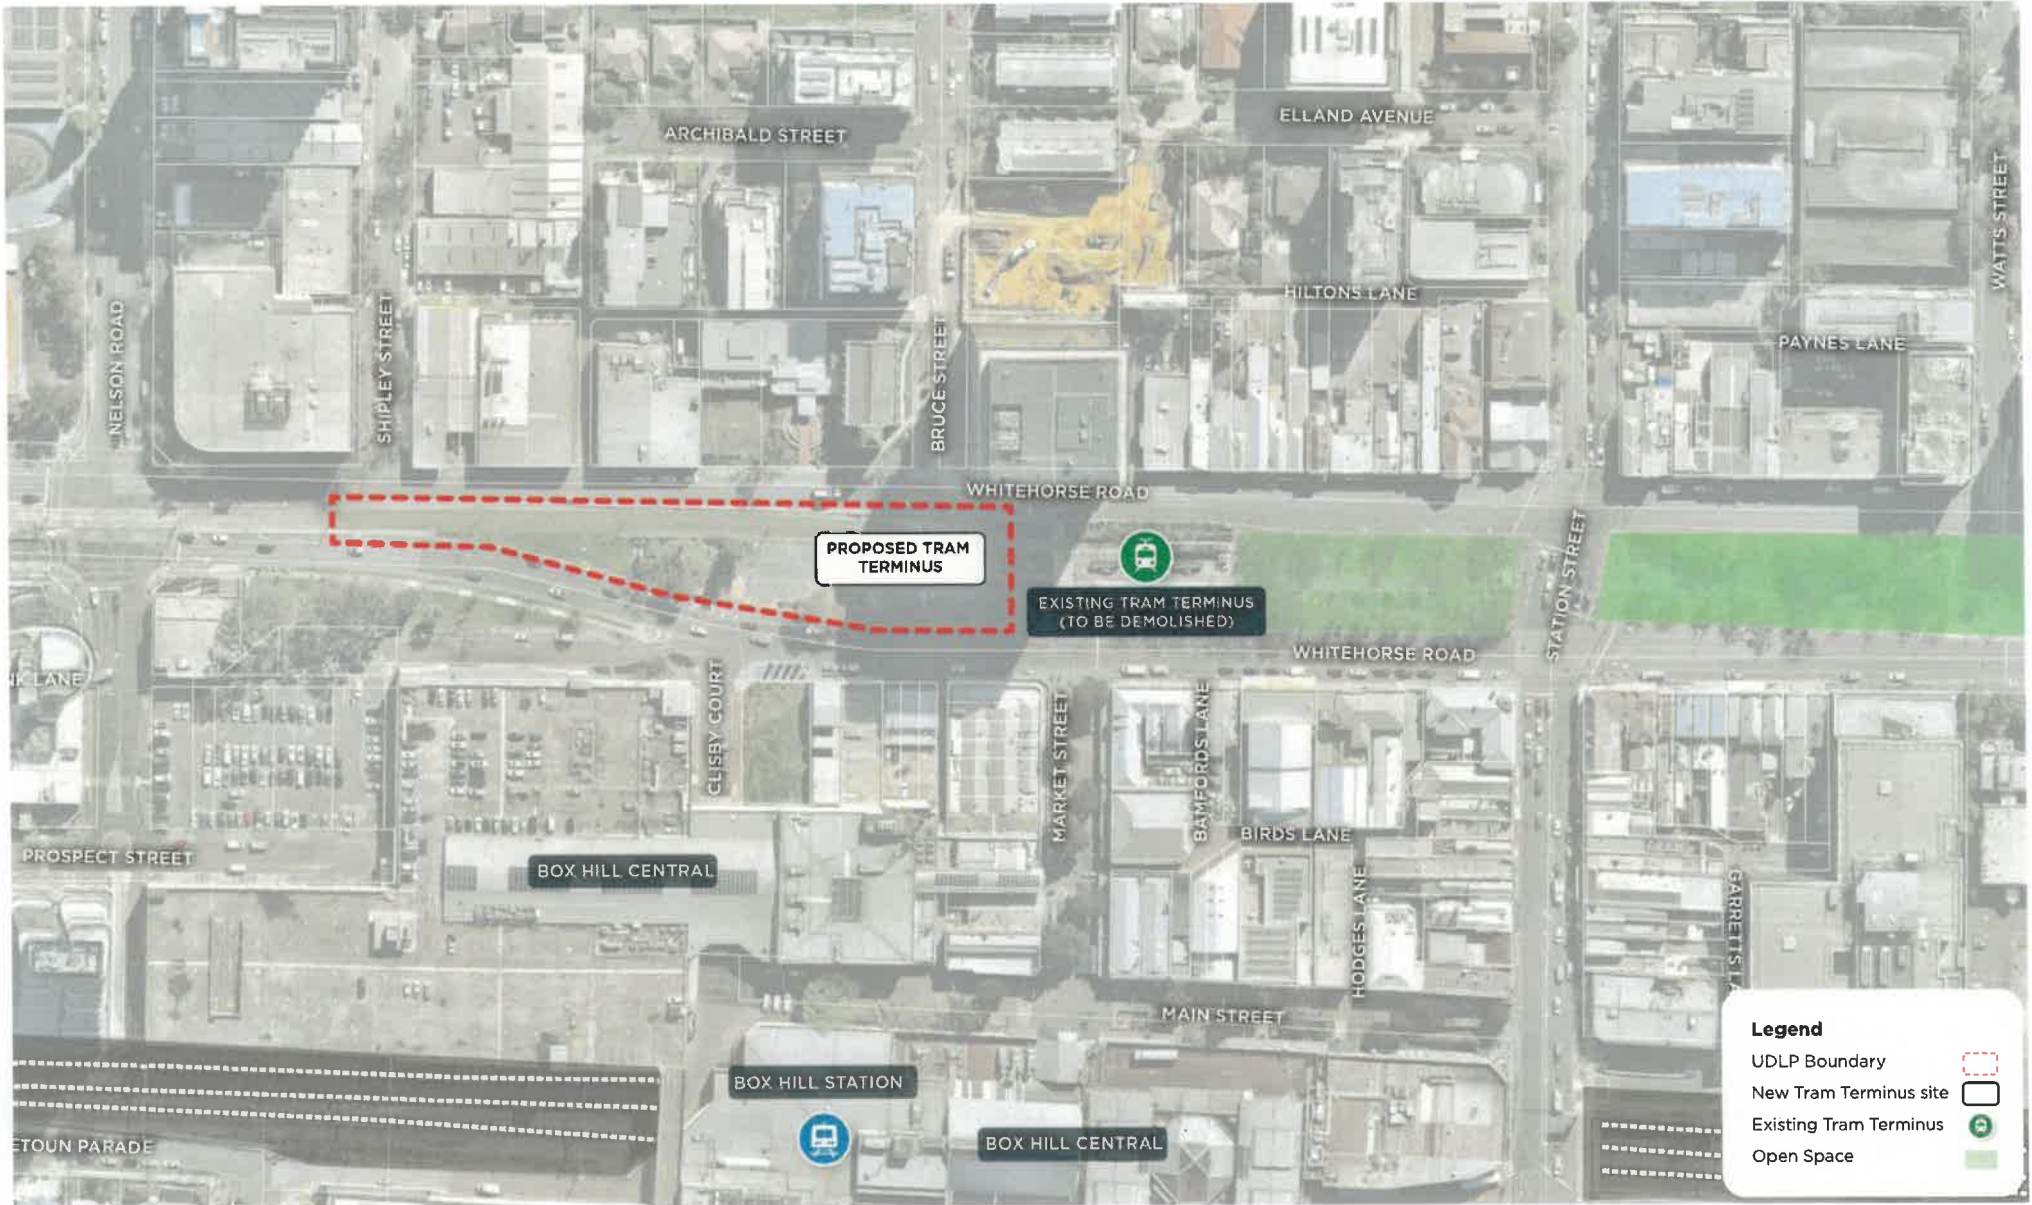 ARCHIBALD STREET
ELLAND AVENUE
WATTS STREET
HILTONS LANE
NELSON ROAD
SHIPLEY STREET
BRUCE STREET
PAYNES LANE
WHITEHORSE ROAD
PROPOSED TRAM
TERMINUS
EXISTING TRAM TERMINUS
(TO BE DEMOLISHED)
STATION STREET
WHITEHORSE ROAD
NK LANE
CLISBY COURT
MARKET STREET
BAMFORDS LANE
BIRDS LANE
PROSPECT STREET
BOX HILL CENTRAL
HODGES LANE
GARRETTS LA
MAIN STREET
BOX HILL STATION
BOX HILL CENTRAL
ETOUN PARADE
Legend
UDLP Boundary
New Tram Terminus site
Existing Tram Terminus
Open Space